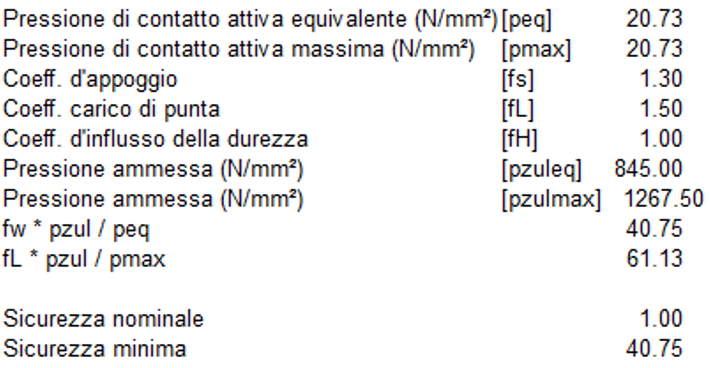 Pressione di contatto attiva equivalente (N/mm²) [peq] 20.73
Pressione di contatto attiva massima (N/mm²) [pmax] 20.73
Coeff. d'appoggio [fs] 1.30
Coeff. carico di punta [fL] 1.50
Coeff. d'influsso della durezza [fH] 1.00
Pressione ammessa (N/mm²) [pzuleq] 845.00
Pressione ammessa (N/mm²) [pzulmax] 1267.50
fw * pzul / peq 40.75
fL * pzul / pmax 61.13
Sicurezza nominale 1.00
Sicurezza minima 40.75